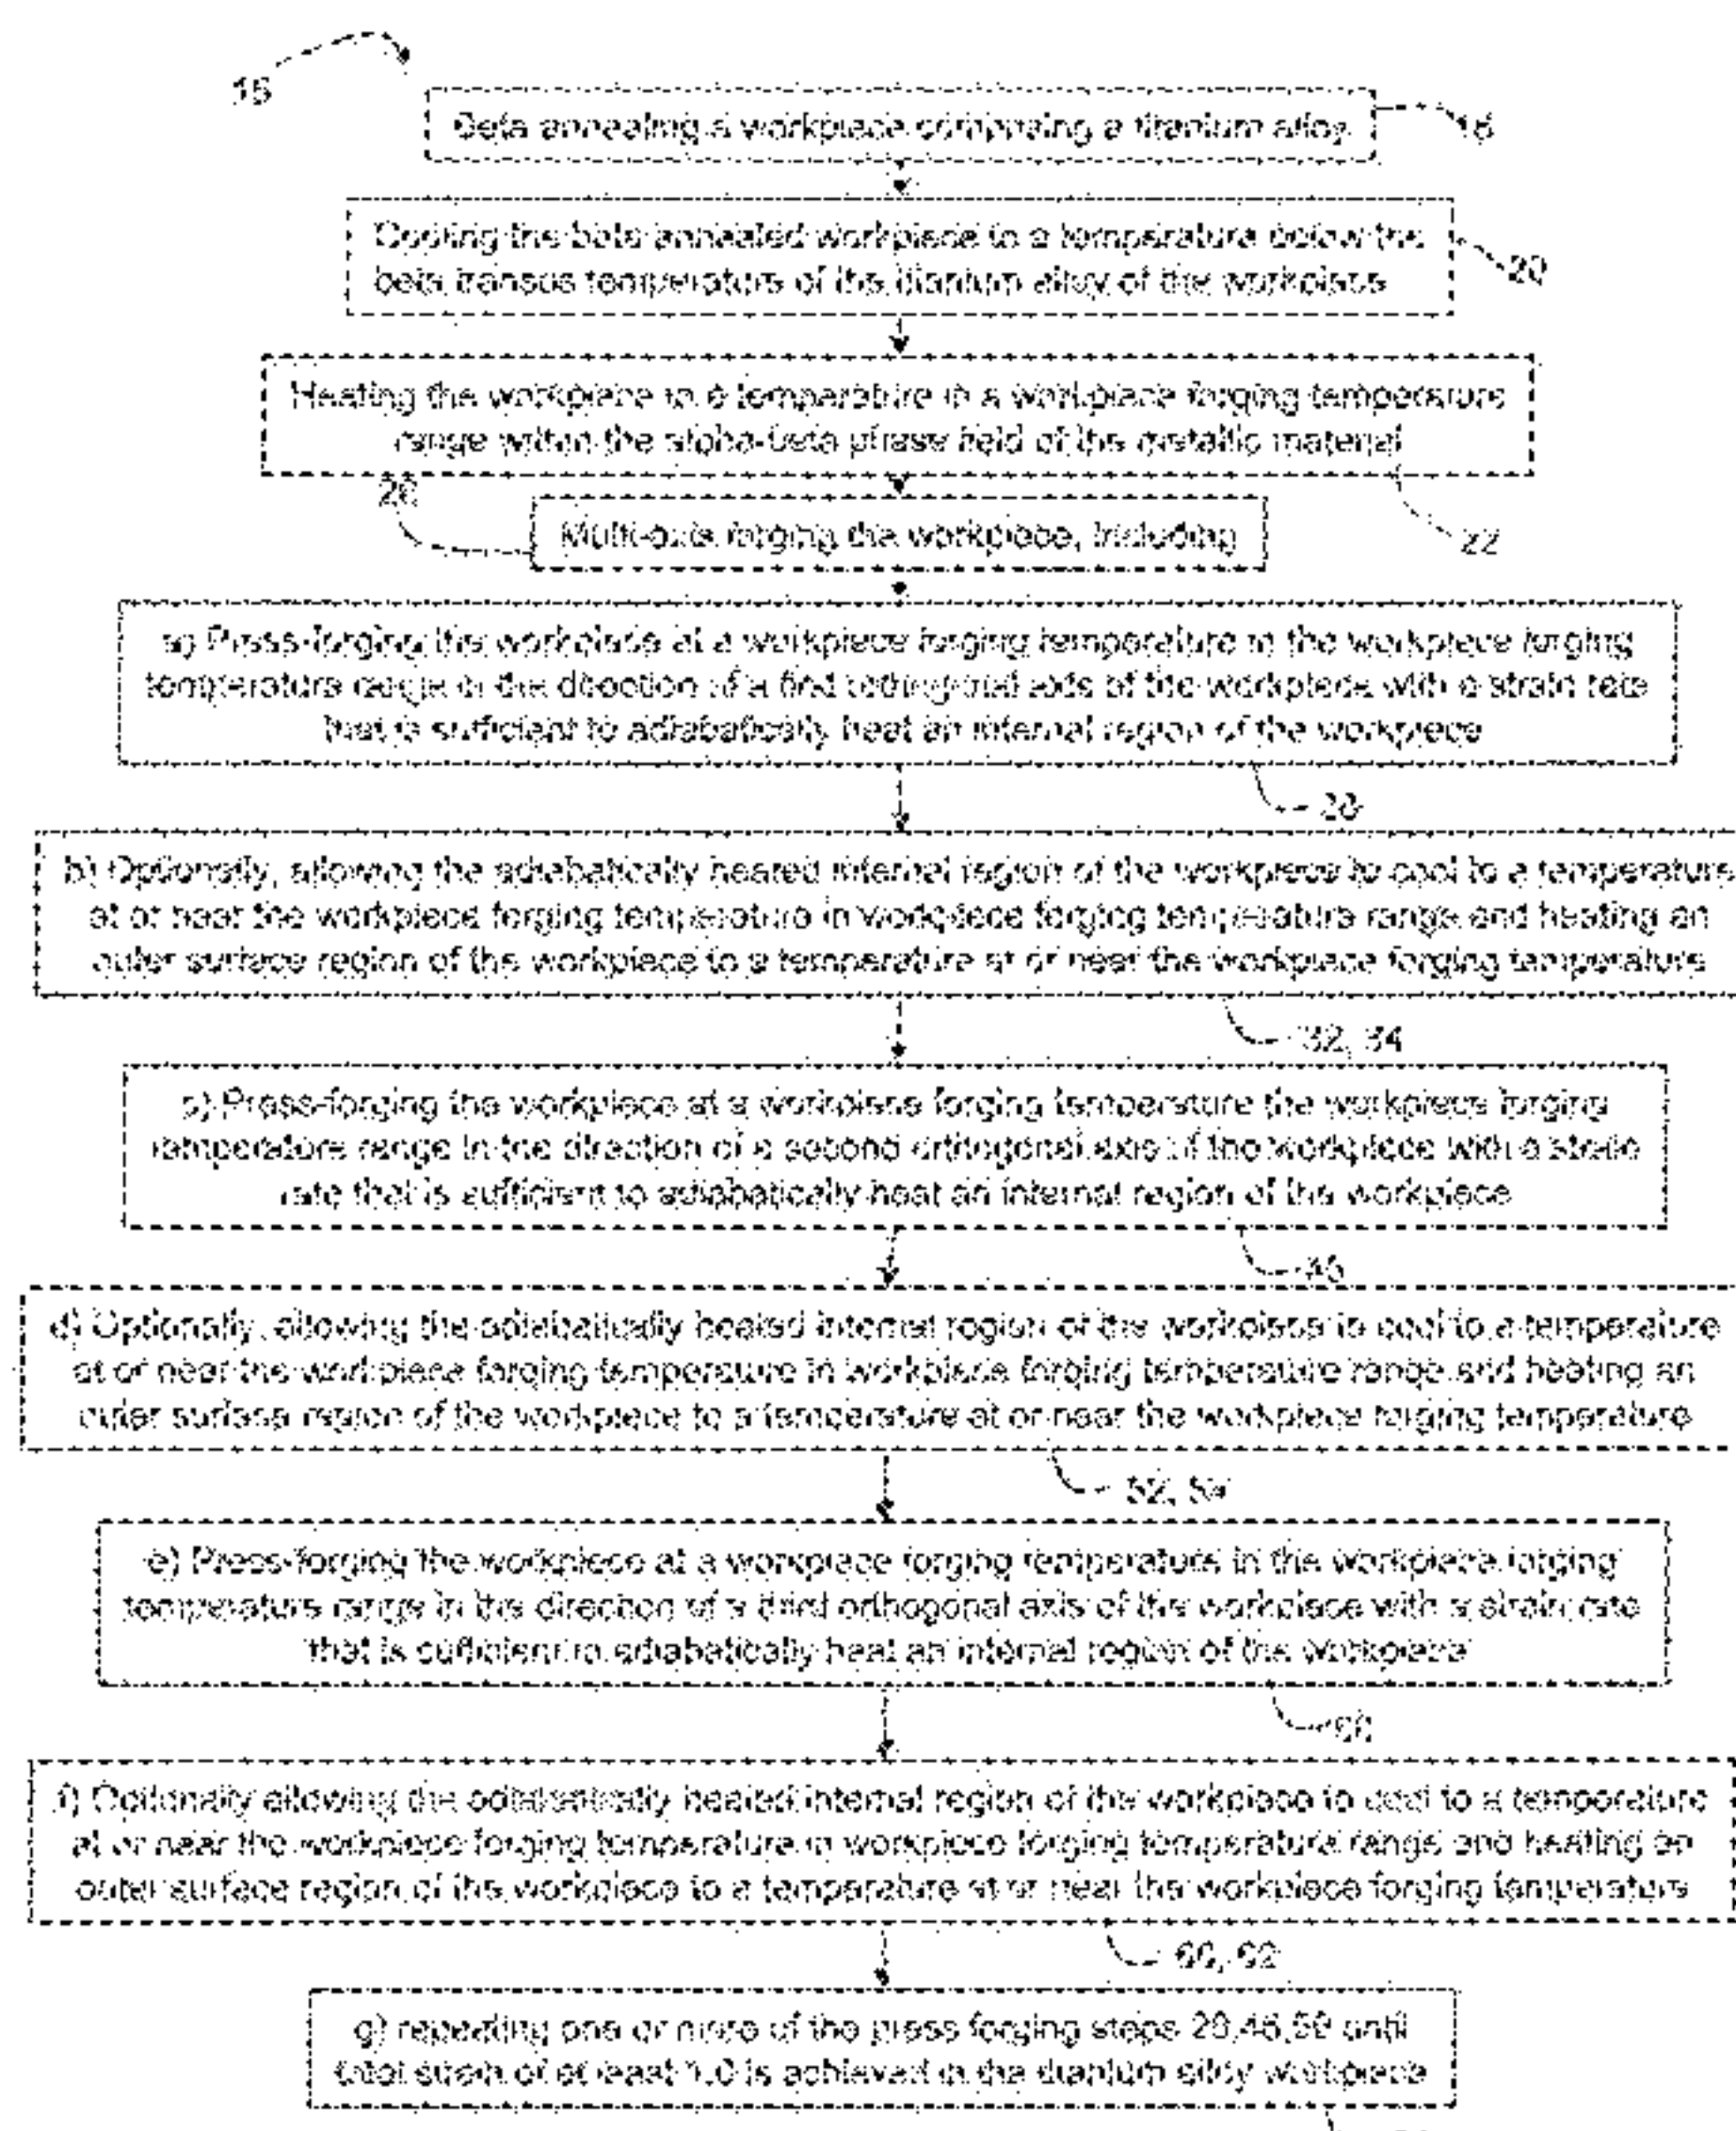 15
Beta annealing a workpiece comprising a titanium alloy
16
Cooling the beta annealed workpiece to a temperature below the
beta transus temperature of the titanium alloy of the workpiece
20
Heating the workpiece to a temperature in a workpiece forging temperature
range within the alpha-beta phase field of the metallic material
22
26
Multi-axis forging the workpiece, including
a) Press-forging the workpiece at a workpiece forging temperature in the workpiece forging
temperature range in the direction of a first orthogonal axis of the workpiece with a strain rate
that is sufficient to adiabatically heat an internal region of the workpiece
28
b) Optionally, allowing the adiabatically heated internal region of the workpiece to cool to a temperature
at or near the workpiece forging temperature in workpiece forging temperature range and heating an
outer surface region of the workpiece to a temperature at or near the workpiece forging temperature
32, 34
c) Press-forging the workpiece at a workpiece forging temperature the workpiece forging
temperature range in the direction of a second orthogonal axis of the workpiece with a strain
rate that is sufficient to adiabatically heat an internal region of the workpiece
46
d) Optionally, allowing the adiabatically heated internal region of the workpiece to cool to a temperature
at or near the workpiece forging temperature in workpiece forging temperature range and heating an
outer surface region of the workpiece to a temperature at or near the workpiece forging temperature
52, 54
e) Press-forging the workpiece at a workpiece forging temperature in the workpiece forging
temperature range in the direction of a third orthogonal axis of the workpiece with a strain rate
that is sufficient to adiabatically heat an internal region of the workpiece
f) Optionally allowing the adiabatically heated internal region of the workpiece to cool to a temperature
at or near the workpiece forging temperature in workpiece forging temperature range and heating an
outer surface region of the workpiece to a temperature at or near the workpiece forging temperature
60, 62
g) repeating one or more of the press forging steps until
total strain of at least 1.0 is achieved in the titanium alloy workpiece